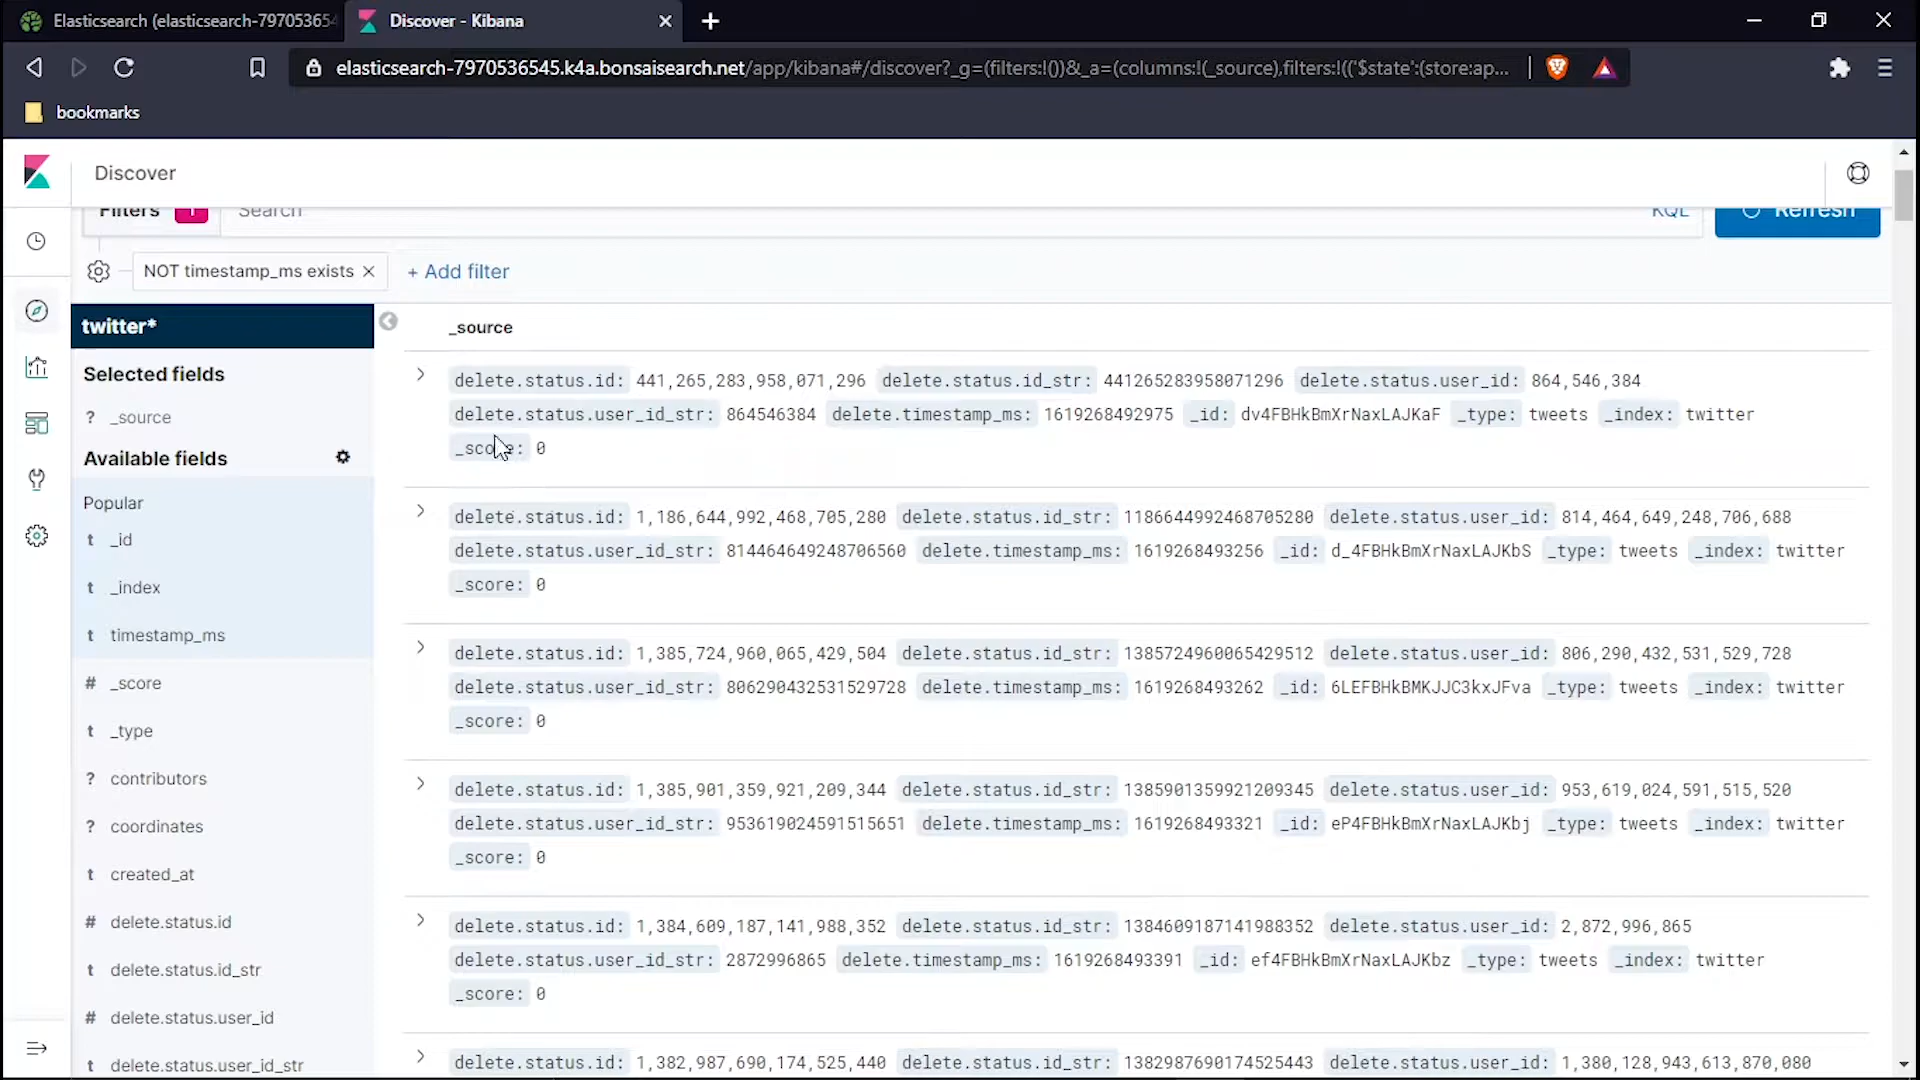 Elasticsearch (elasticsearch-79705365
Discover - Kibana
elasticsearch-7970536545.k4a.bonsaisearch.net/app/kibana#/discover?_g=(filters:!())&_a=(columns:!(_source),filters:!(('$state':(store:ap...
bookmarks
Discover
Filters 1 Search KQL Refresh
NOT timestamp_ms exists × + Add filter
twitter*
Selected fields
? _source
Available fields
Popular
t _id
t _index
t timestamp_ms
# _score
t _type
? contributors
? coordinates
t created_at
# delete.status.id
t delete.status.id_str
# delete.status.user_id
t delete.status.user_id_str
_source
delete.status.id: 441,265,283,958,071,296 delete.status.id_str: 441265283958071296 delete.status.user_id: 864,546,384
delete.status.user_id_str: 864546384 delete.timestamp_ms: 1619268492975 _id: dv4FBHkBmXrNaxLAJKaF _type: tweets _index: twitter
_score: 0
delete.status.id: 1,186,644,992,468,705,280 delete.status.id_str: 1186644992468705280 delete.status.user_id: 814,464,649,248,706,688
delete.status.user_id_str: 814464649248706560 delete.timestamp_ms: 1619268493256 _id: d_4FBHkBmXrNaxLAJKbS _type: tweets _index: twitter
_score: 0
delete.status.id: 1,385,724,960,065,429,504 delete.status.id_str: 1385724960065429512 delete.status.user_id: 806,290,432,531,529,728
delete.status.user_id_str: 806290432531529728 delete.timestamp_ms: 1619268493262 _id: 6LEFBHkBMKJJC3kxJFva _type: tweets _index: twitter
_score: 0
delete.status.id: 1,385,901,359,921,209,344 delete.status.id_str: 1385901359921209345 delete.status.user_id: 953,619,024,591,515,520
delete.status.user_id_str: 953619024591515651 delete.timestamp_ms: 1619268493321 _id: eP4FBHkBmXrNaxLAJKbj _type: tweets _index: twitter
_score: 0
delete.status.id: 1,384,609,187,141,988,352 delete.status.id_str: 1384609187141988352 delete.status.user_id: 2,872,996,865
delete.status.user_id_str: 2872996865 delete.timestamp_ms: 1619268493391 _id: ef4FBHkBmXrNaxLAJKbz _type: tweets _index: twitter
_score: 0
delete.status.id: 1,382,987,690,174,525,440 delete.status.id_str: 1382987690174525443 delete.status.user_id: 1,380,128,943,613,870,080